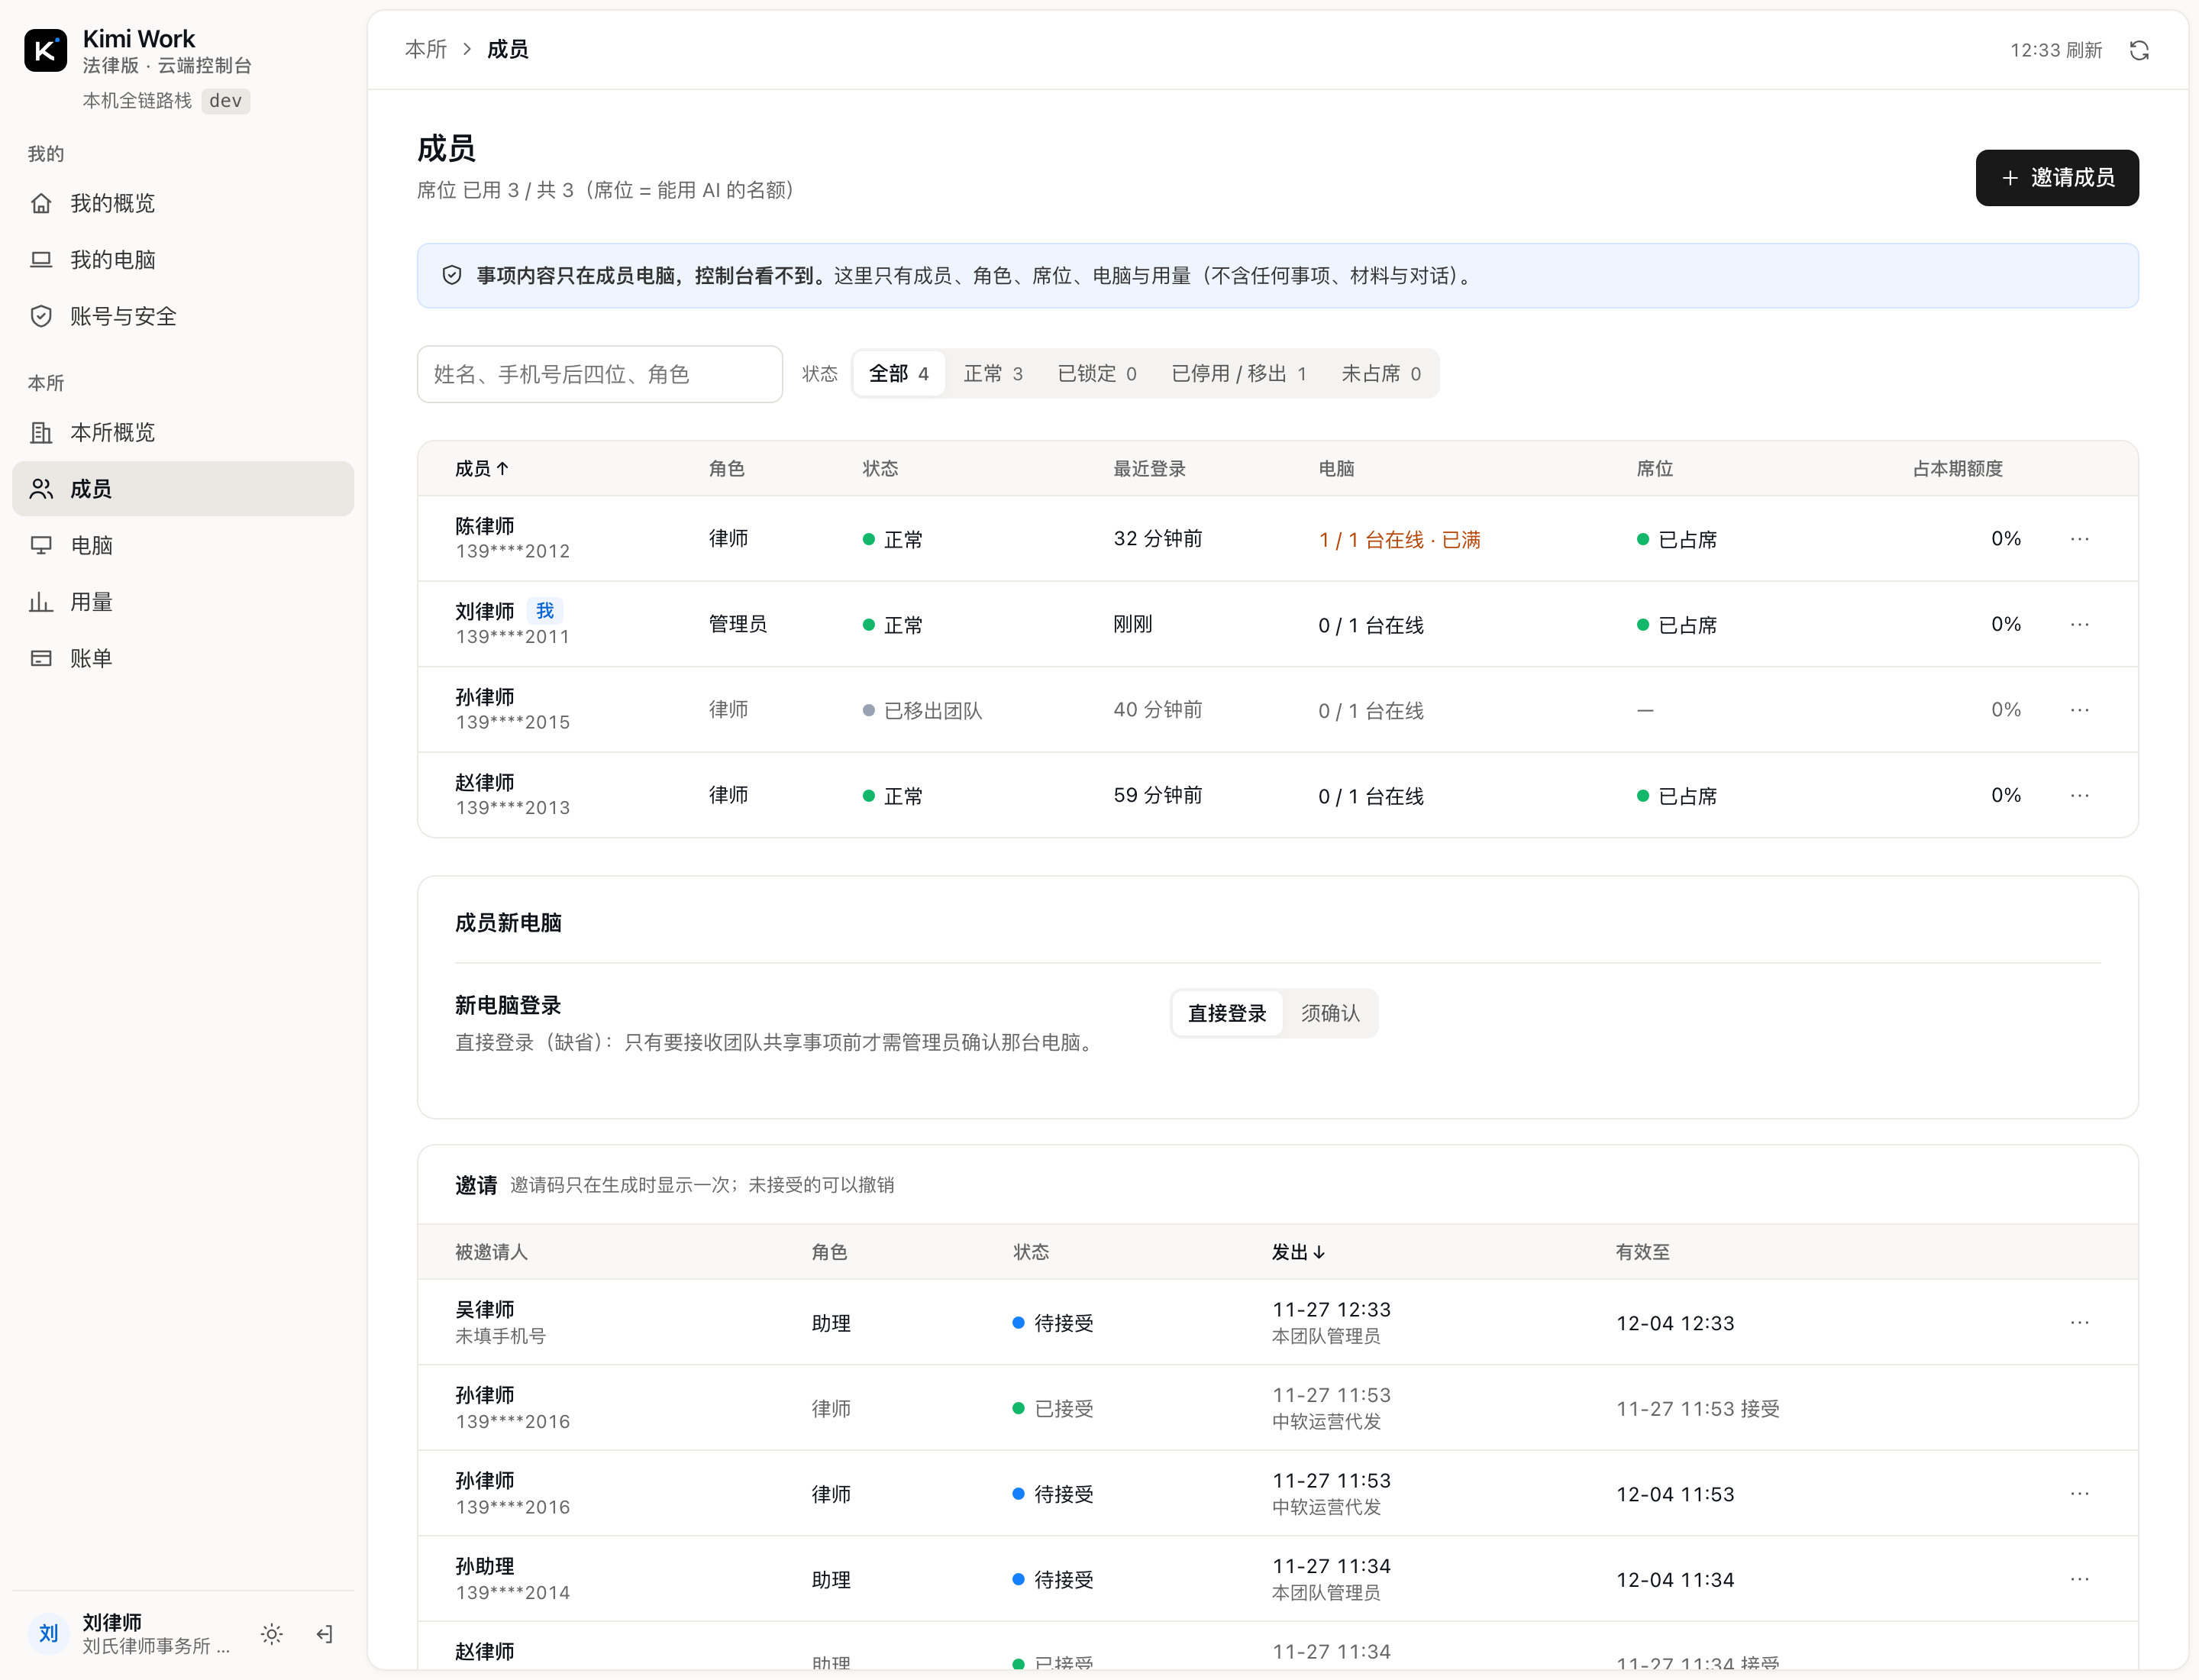 Kimi Work
法律版 · 云端控制台
本机全链路栈 dev
我的
我的概览
我的电脑
账号与安全
本所
本所概览
成员
电脑
用量
账单
刘 刘律师
刘氏律师事务所 ...
本所 > 成员
12:33 刷新
成员
席位 已用 3 / 共 3（席位 = 能用 AI 的名额）
+ 邀请成员
事项内容只在成员电脑，控制台看不到。这里只有成员、角色、席位、电脑与用量（不含任何事项、材料与对话）。
姓名、手机号后四位、角色 状态 全部 4 正常 3 已锁定 0 已停用 / 移出 1 未占席 0
成员 ↑ 角色 状态 最近登录 电脑 席位 占本期额度
陈律师
139****2012 律师 正常 32 分钟前 1 / 1 台在线 · 已满 已占席 0% ···
刘律师 我
139****2011 管理员 正常 刚刚 0 / 1 台在线 已占席 0% ···
孙律师
139****2015 律师 已移出团队 40 分钟前 0 / 1 台在线 — 0% ···
赵律师
139****2013 律师 正常 59 分钟前 0 / 1 台在线 已占席 0% ···
成员新电脑
新电脑登录
直接登录（缺省）：只有要接收团队共享事项前才需管理员确认那台电脑。
直接登录 须确认
邀请 邀请码只在生成时显示一次；未接受的可以撤销
被邀请人 角色 状态 发出 ↓ 有效至
吴律师 助理 待接受 11-27 12:33 12-04 12:33 ···
未填手机号 本团队管理员
孙律师 律师 已接受 11-27 11:53 11-27 11:53 接受
139****2016 中软运营代发
孙律师 律师 待接受 11-27 11:53 12-04 11:53 ···
139****2016 中软运营代发
孙助理 助理 待接受 11-27 11:34 12-04 11:34 ···
139****2014 本团队管理员
赵律师 助理 已接受 11-27 11:34 11-27 11:34 接受